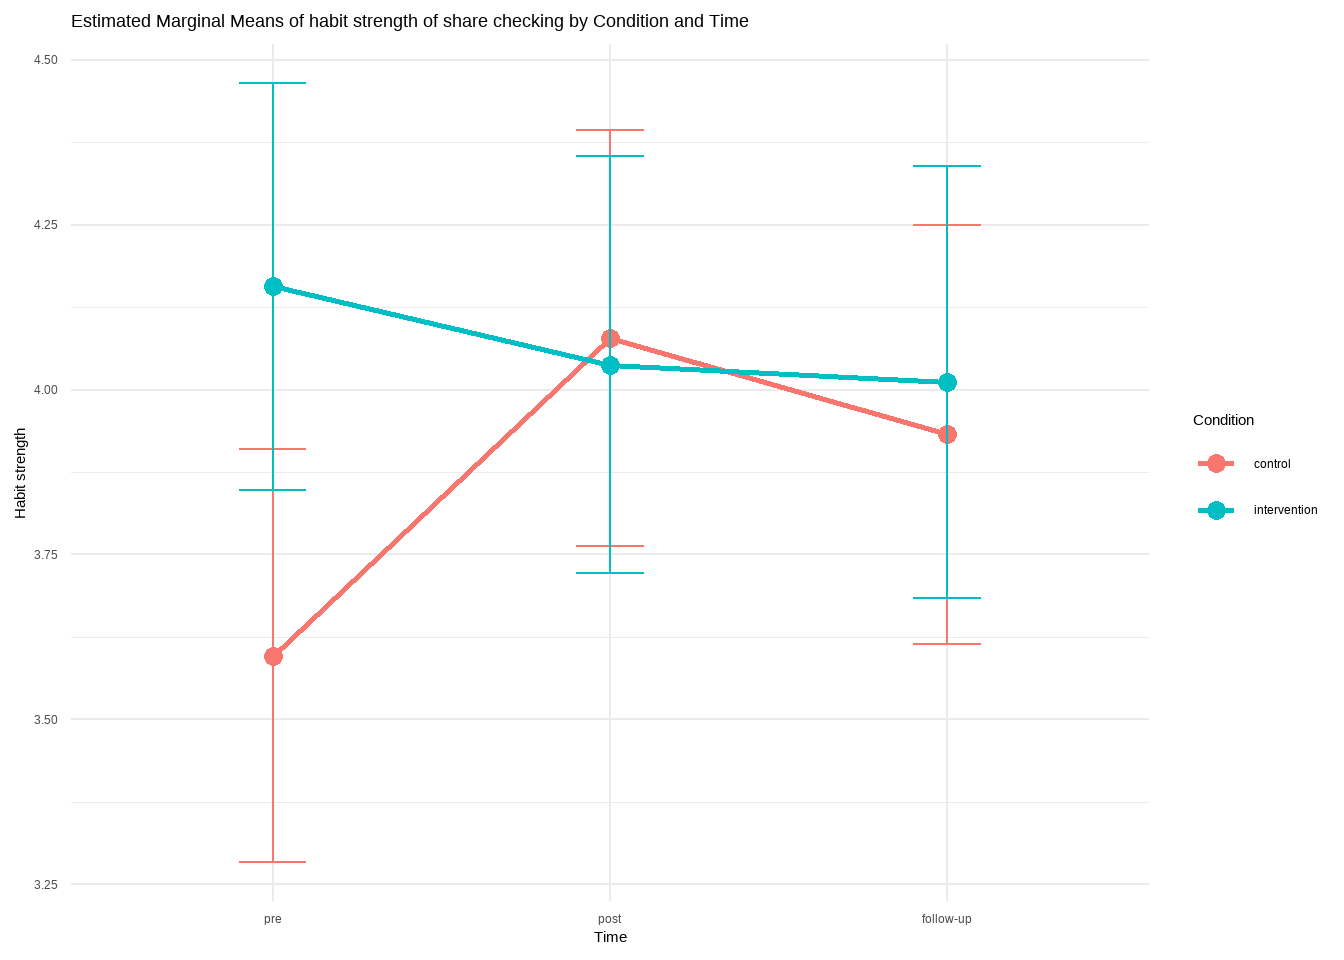 Estimated Marginal Means of habit strength of share checking by Condition and Time
4.50
4.25
4.00
3.75
3.50
3.25
Habit strength
pre
post
follow-up
Time
Condition
control
intervention